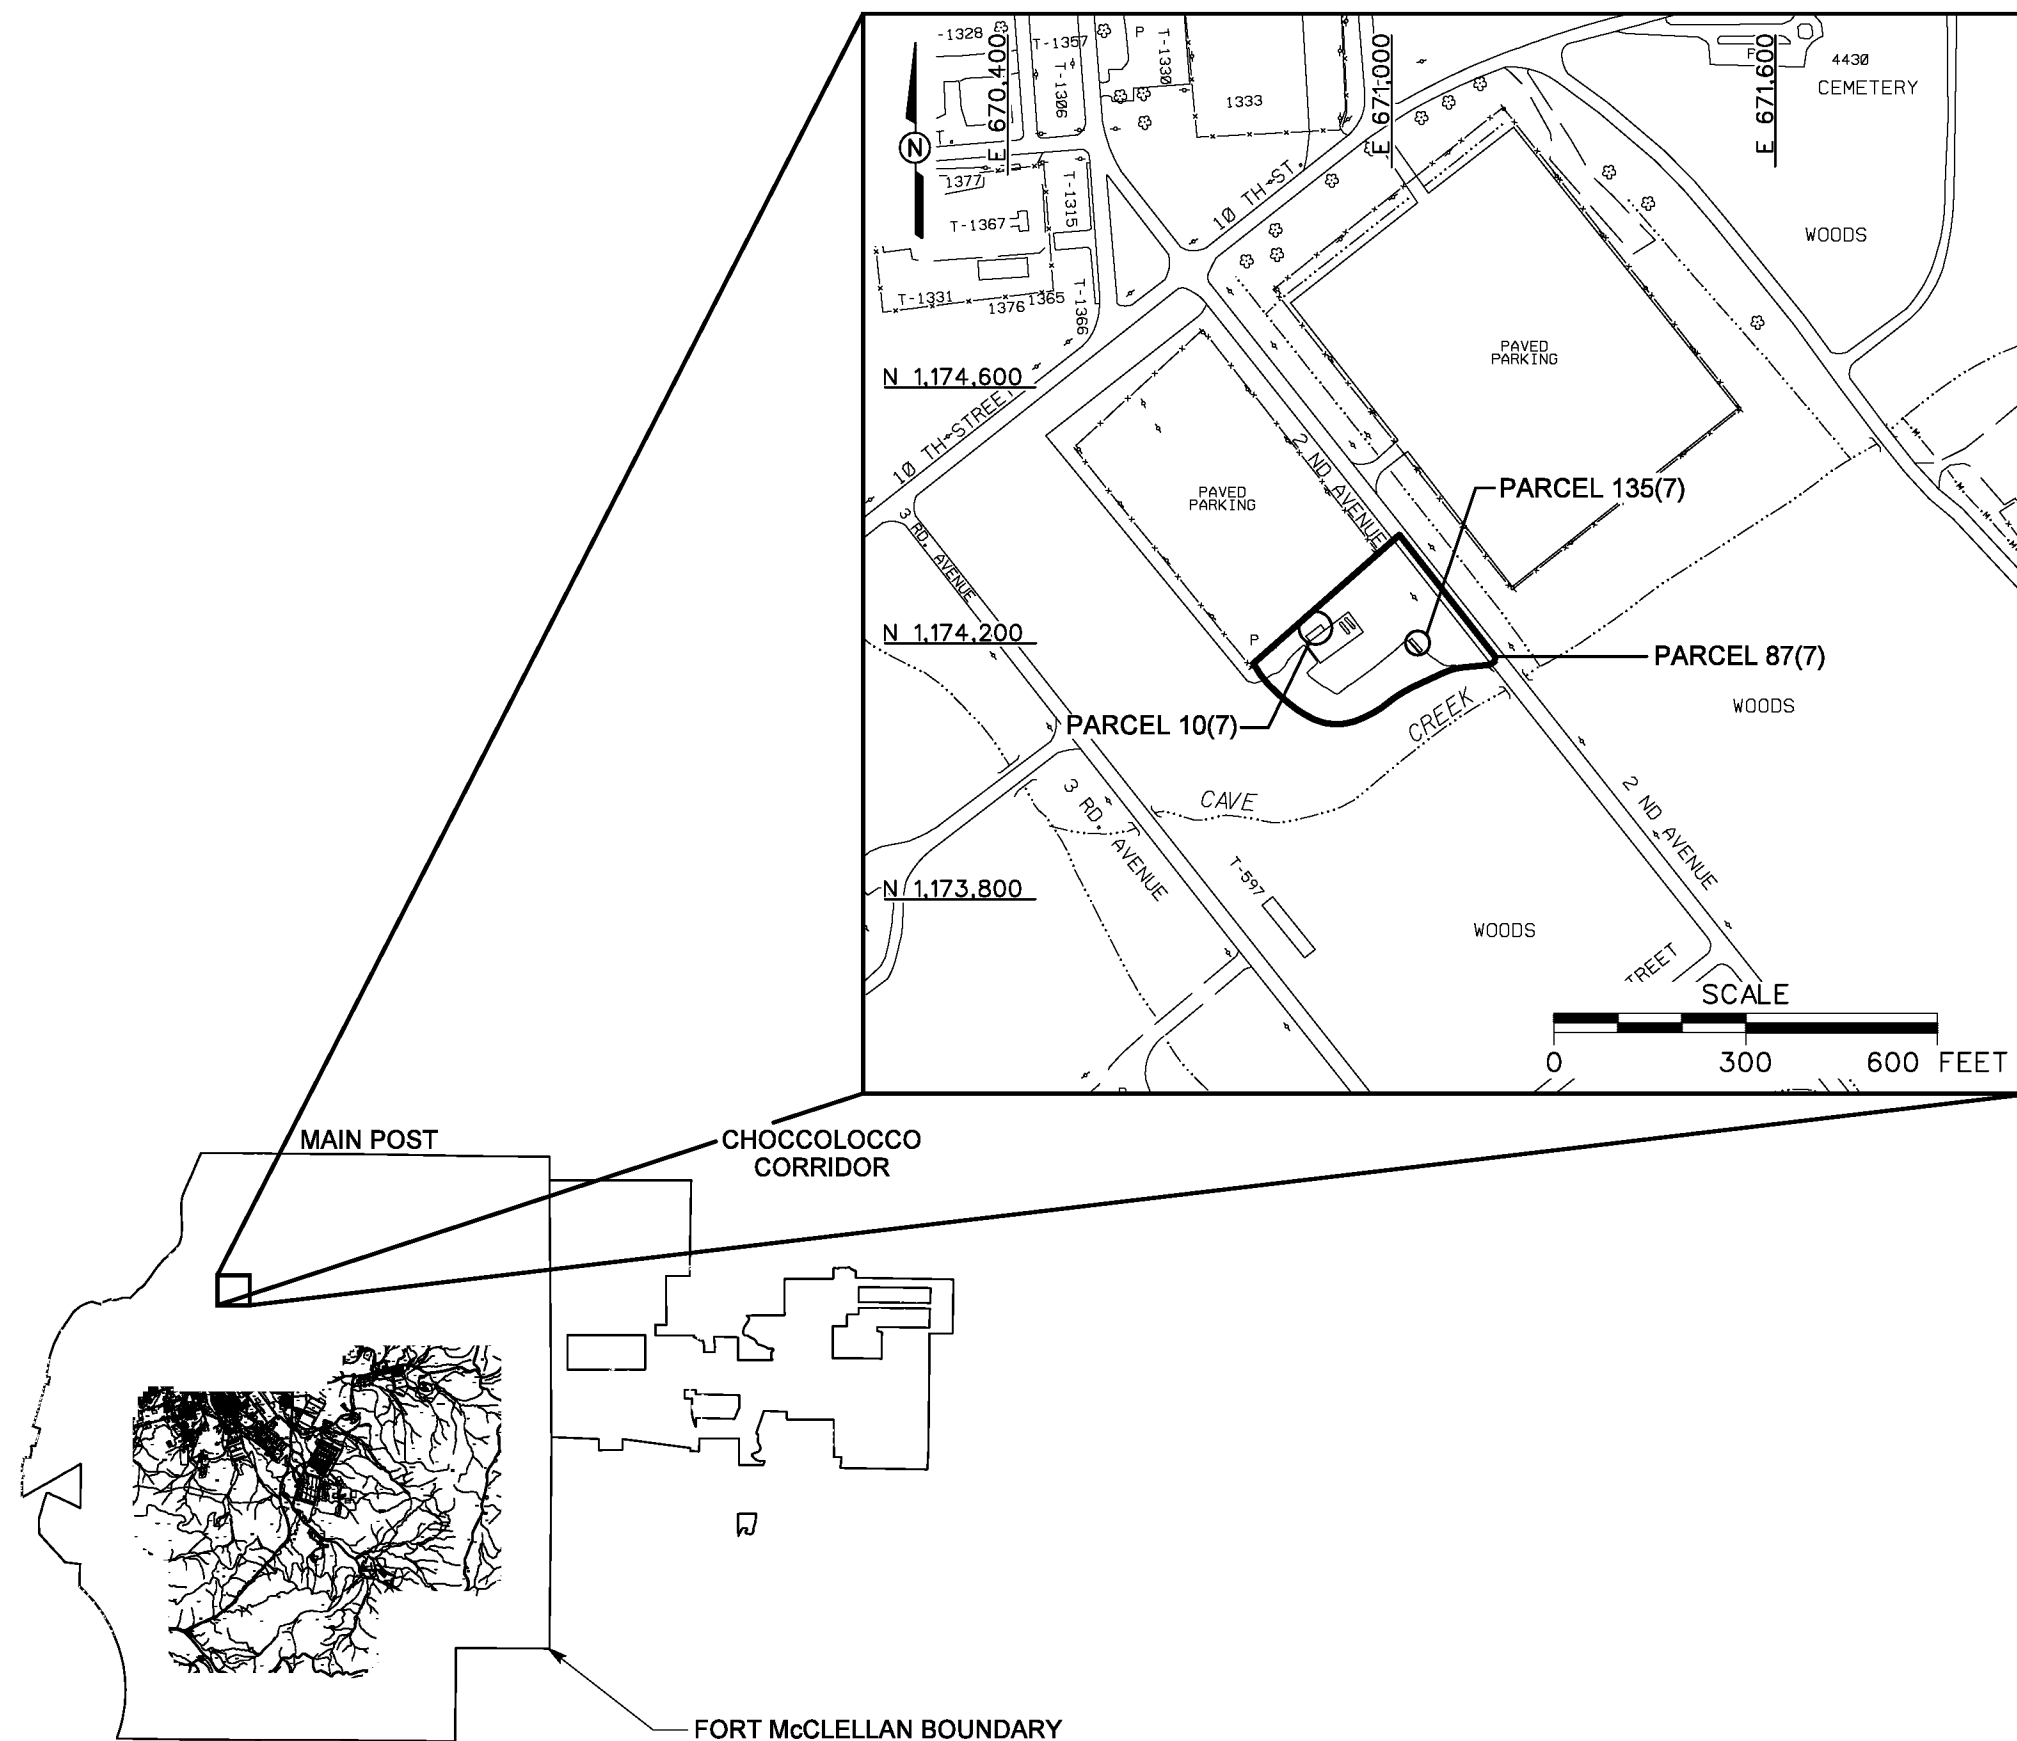 -1328
T-1357
P
T-1330
E 670,400
T-1306
1333
E 671,000
E 671,600
P
4430
CEMETERY
N
T.
1377
T-1315
T-1367
10 TH ST.
WOODS
T-1331
1376
1365
T-1366
PAVED
PARKING
N 1,174,600
10 TH STREET
2 ND AVENUE
PARCEL 135(7)
PAVED
PARKING
3 RD. AVENUE
N 1,174,200
P
PARCEL 87(7)
WOODS
PARCEL 10(7)
CREEK
CAVE
3 RD. AVENUE
2 ND AVENUE
T-597
N 1,173,800
WOODS
TREET
SCALE
0 300 600 FEET
MAIN POST
CHOCCOLOCCO
CORRIDOR
FORT McCLELLAN BOUNDARY